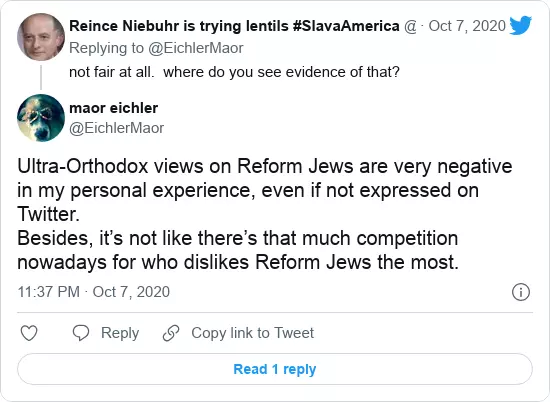 Reince Niebuhr is trying lentils #SlavaAmerica @ · Oct 7, 2020
Replying to @EichlerMaor
not fair at all. where do you see evidence of that?
maor eichler
@EichlerMaor
Ultra-Orthodox views on Reform Jews are very negative
in my personal experience, even if not expressed on
Twitter.
Besides, it’s not like there’s that much competition
nowadays for who dislikes Reform Jews the most.
11:37 PM · Oct 7, 2020
Reply
Copy link to Tweet
Read 1 reply